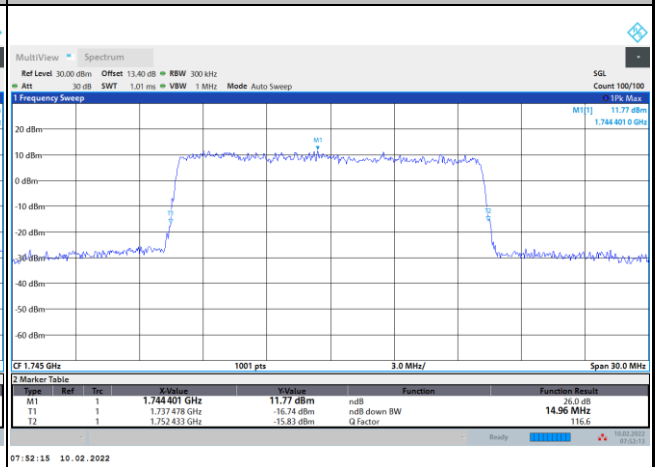 MultiView Spectrum
Ref Level 30.00 dBm Offset 13.40 dB RBW 300 kHz SGL
Att 30 dB SWT 1.01 ms VBW 1 MHz Mode Auto Sweep Count 100/100
1 Frequency Sweep 1Pk Max
M1[1] 11.77 dBm
1.744 401 0 GHz
20 dBm
M1
10 dBm
0 dBm
-10 dBm
T1 T2
-20 dBm
-30 dBm
-40 dBm
-50 dBm
-60 dBm
CF 1.745 GHz 1001 pts 3.0 MHz/ Span 30.0 MHz
2 Marker Table
Type Ref Trc X-Value Y-Value Function Function Result
M1 1 1.744 401 GHz 11.77 dBm ndB 26.0 dB
T1 1 1.737 478 GHz -16.74 dBm ndB down BW 14.96 MHz
T2 1 1.752 433 GHz -15.83 dBm Q Factor 116.6
Ready 10.02.2022
07:52:13
07:52:15 10.02.2022